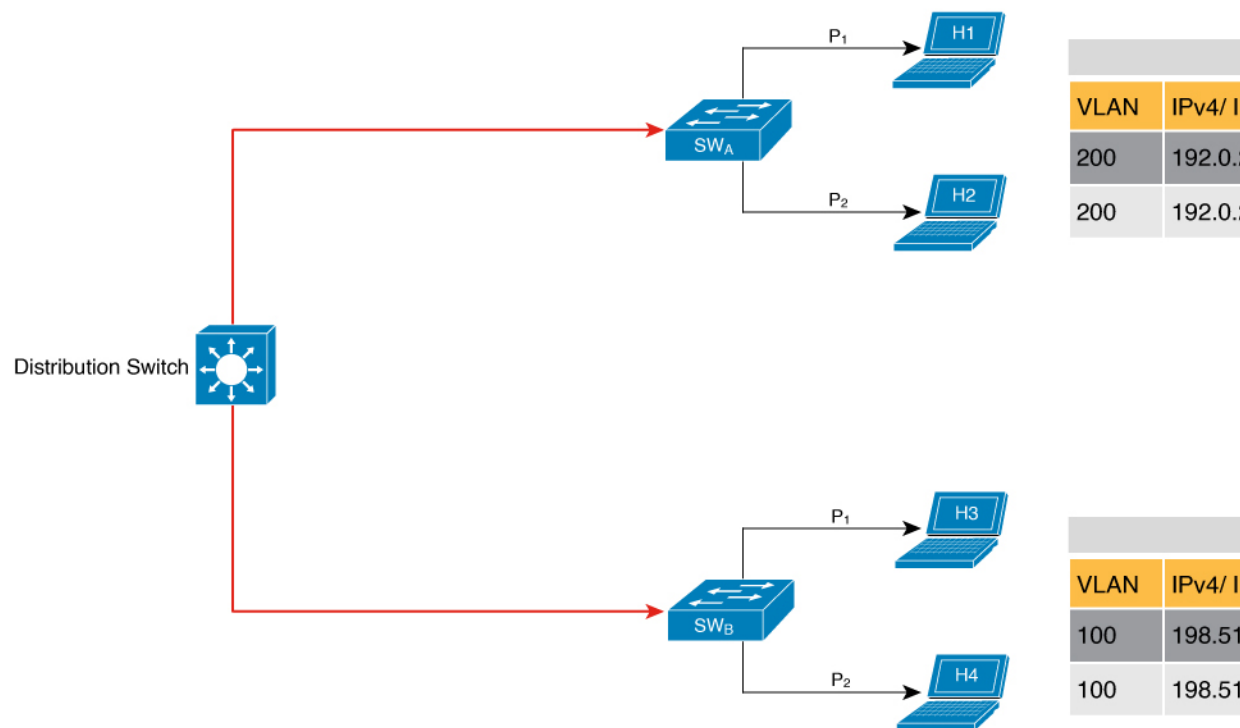 P1
H1
SWA
P2
H2
VLAN IPv4/ I
200 192.0.
200 192.0.
Distribution Switch
P1
H3
SWB
P2
H4
VLAN IPv4/ I
100 198.51
100 198.51